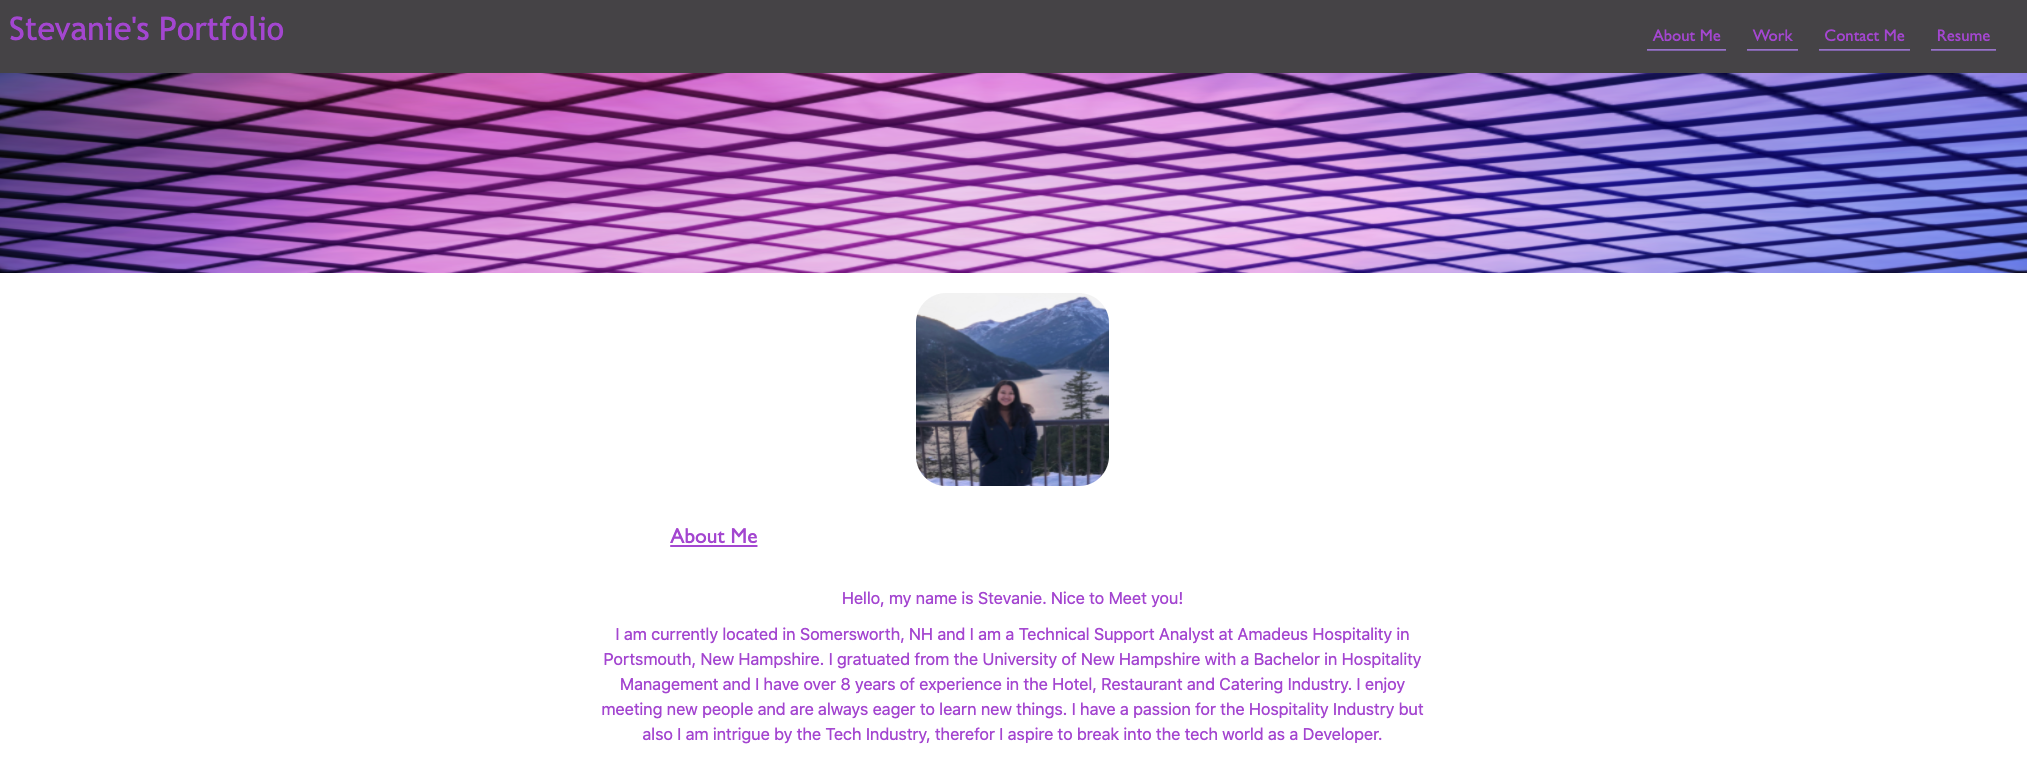 Stevanie's Portfolio
About Me Work Contact Me Resume
About Me
Hello, my name is Stevanie. Nice to Meet you!
I am currently located in Somersworth, NH and I am a Technical Support Analyst at Amadeus Hospitality in
Portsmouth, New Hampshire. I gratuated from the University of New Hampshire with a Bachelor in Hospitality
Management and I have over 8 years of experience in the Hotel, Restaurant and Catering Industry. I enjoy
meeting new people and are always eager to learn new things. I have a passion for the Hospitality Industry but
also I am intrigue by the Tech Industry, therefor I aspire to break into the tech world as a Developer.